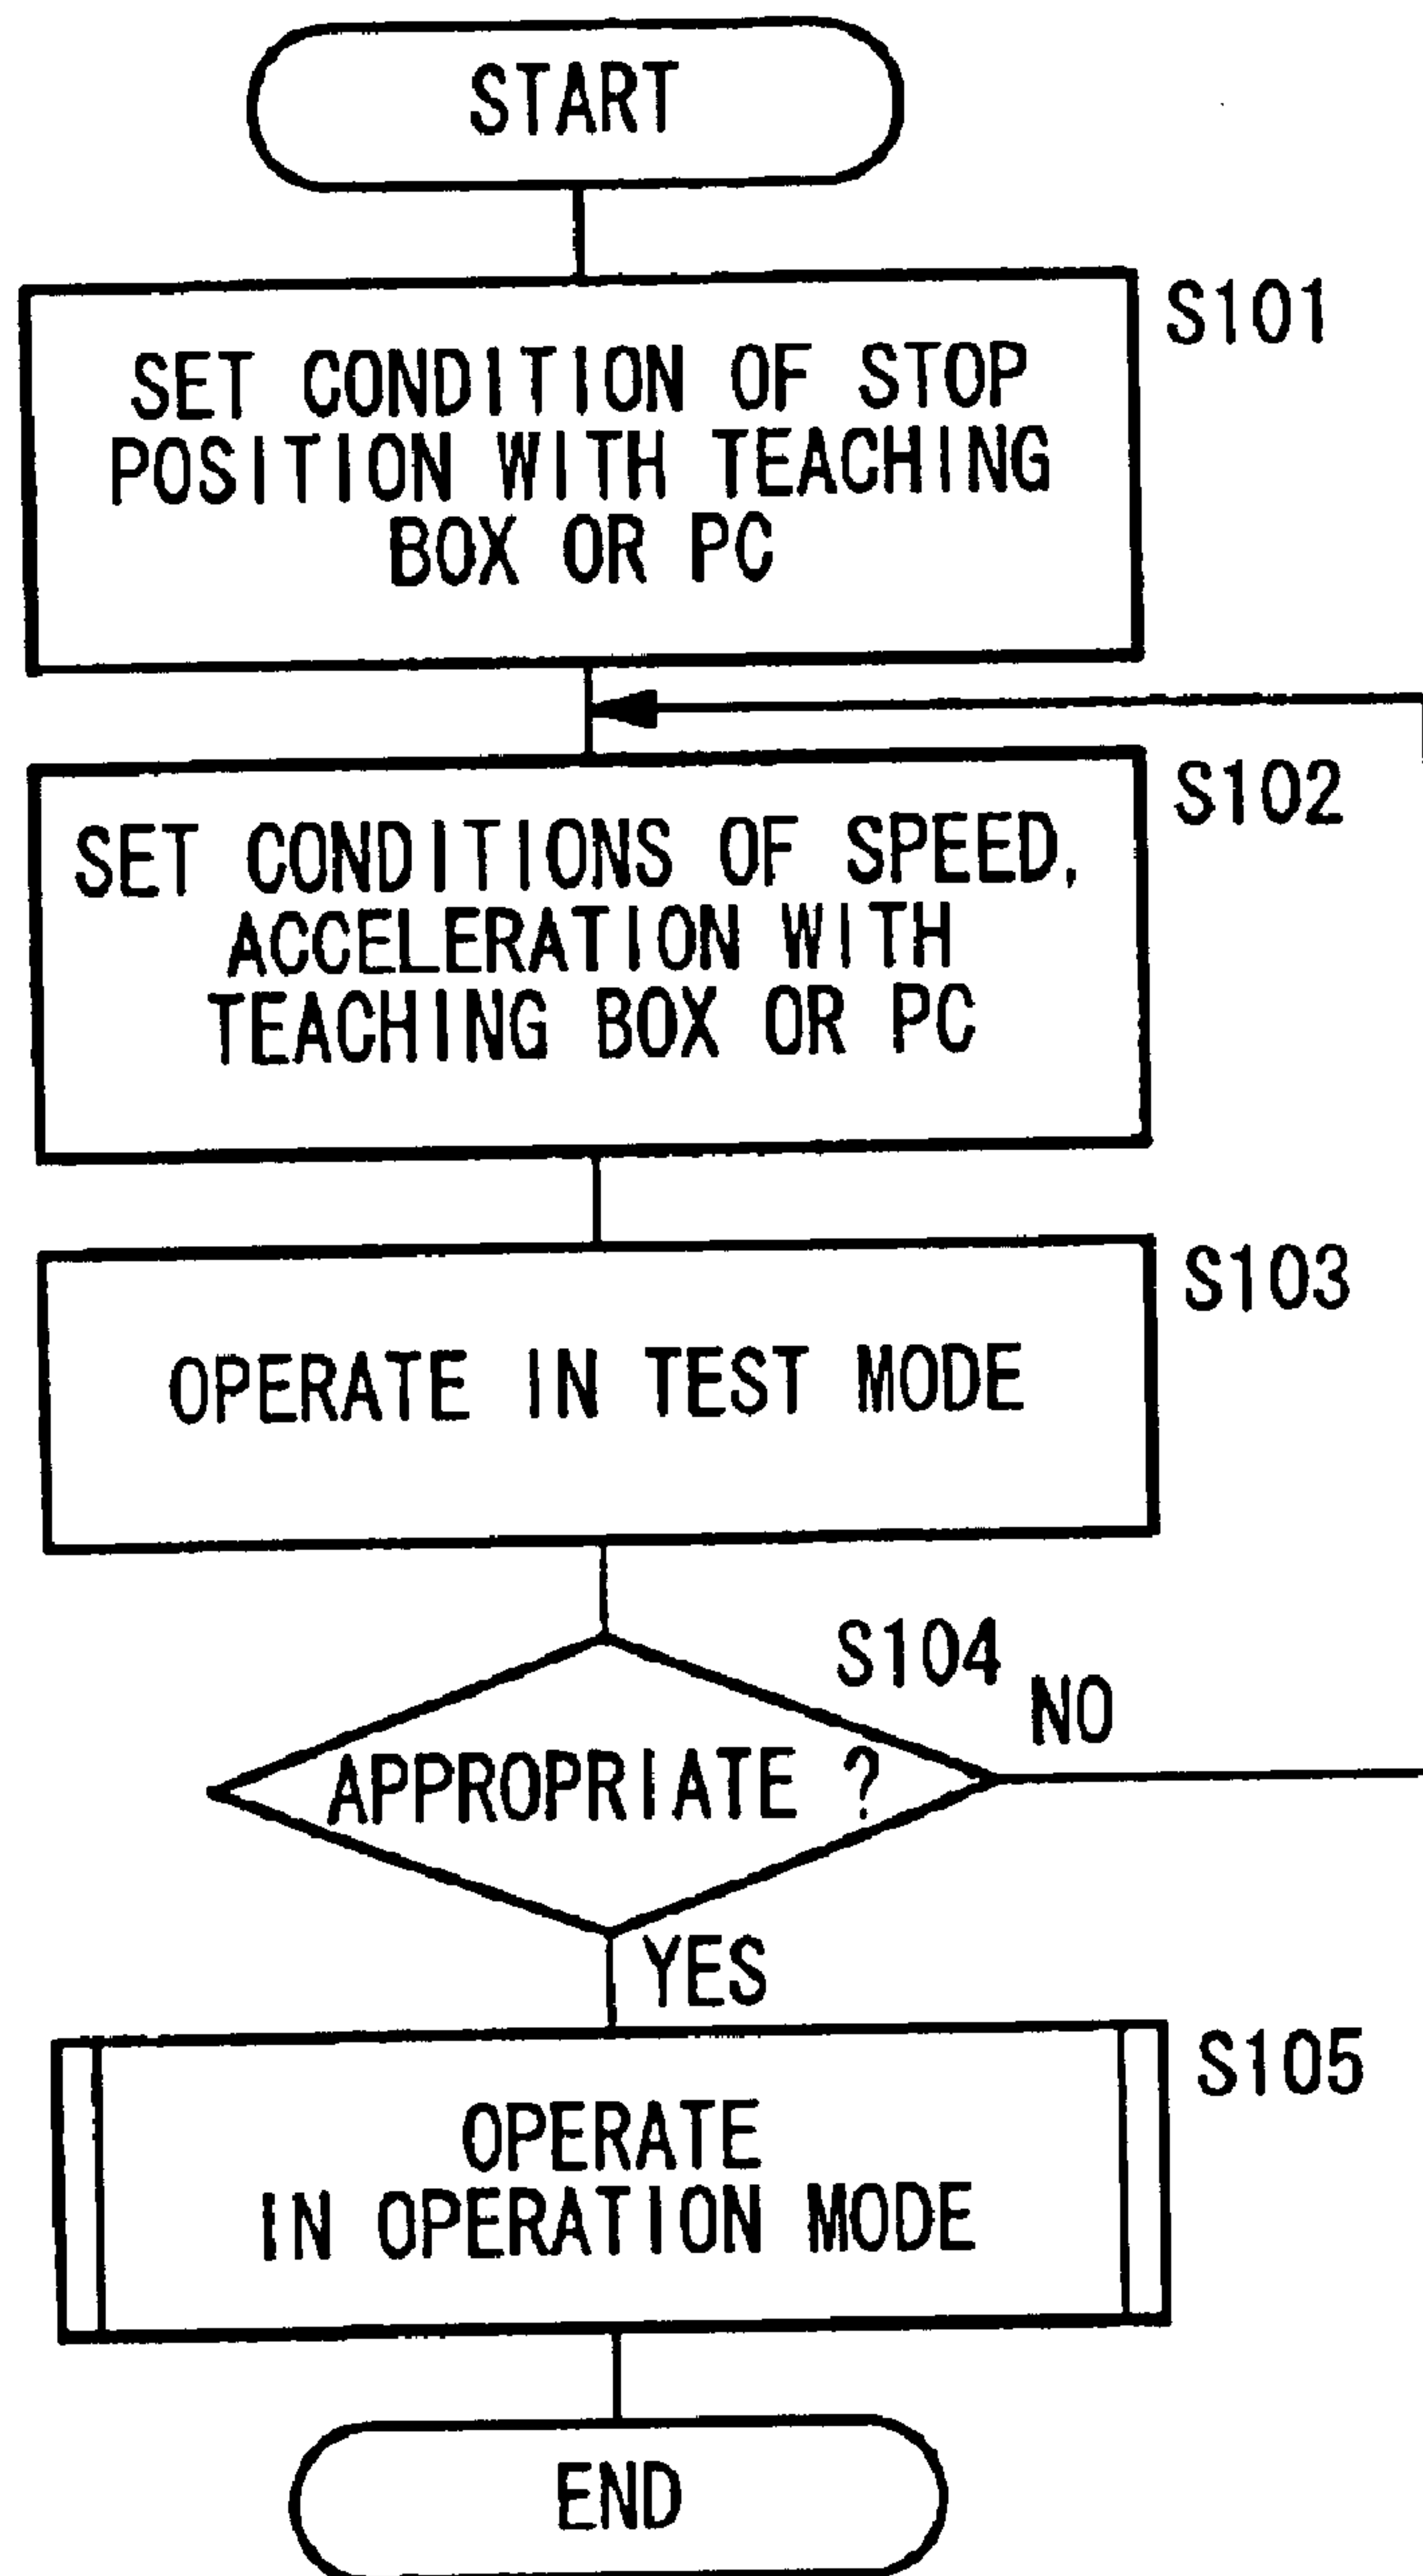 START
S101
SET CONDITION OF STOP
POSITION WITH TEACHING
BOX OR PC
S102
SET CONDITIONS OF SPEED,
ACCELERATION WITH
TEACHING BOX OR PC
S103
OPERATE IN TEST MODE
S104
NO
APPROPRIATE ?
YES
S105
OPERATE
IN OPERATION MODE
END